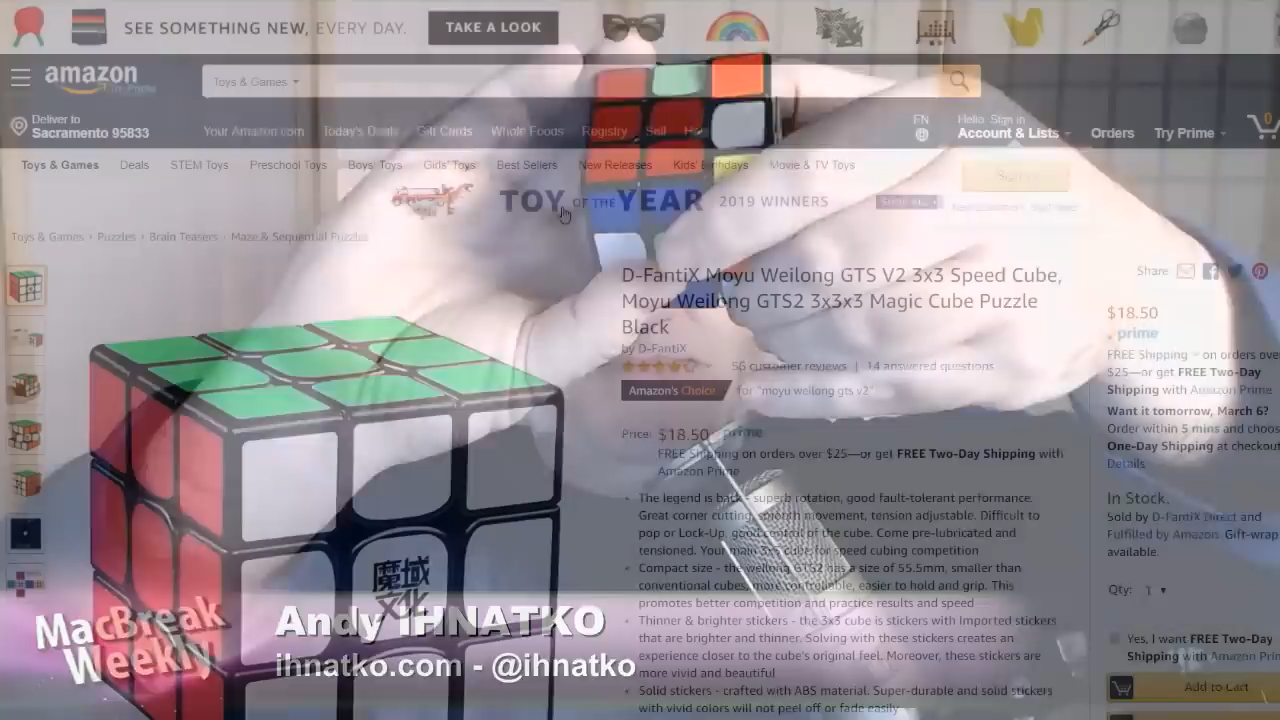 SEE SOMETHING NEW, EVERY DAY.
TAKE A LOOK
amazon
Toys & Games
Deliver to
Sacramento 95833
Your Amazon.com
Today's Deals
Gift Cards
Whole Foods
Registry
Sell
EN
Hello. Sign in
Account & Lists
Orders
Try Prime
0
Toys & Games
Deals
STEM Toys
Preschool Toys
Boys' Toys
Girls' Toys
Best Sellers
New Releases
Kids' Birthdays
Movie & TV Toys
TOY OF THE YEAR 2019 WINNERS
Toys & Games › Puzzles › Brain Teasers › Maze & Sequential Puzzles
D-FantiX Moyu Weilong GTS V2 3x3 Speed Cube,
Moyu Weilong GTS2 3x3x3 Magic Cube Puzzle
Black
by D-FantiX
56 customer reviews | 14 answered questions
Amazon's Choice for "moyu weilong gts v2"
Price: $18.50 prime
FREE Shipping on orders over $25—or get FREE Two-Day Shipping with
Amazon Prime
The legend is back - superb rotation, good fault-tolerant performance.
Great corner cutting, smooth movement, tension adjustable. Difficult to
pop or Lock-Up, good control of the cube. Come pre-lubricated and
tensioned. Your main 3x3 cube for speed cubing competition
Compact size - the weilong GTS2 has a size of 55.5mm, smaller than
conventional cubes, more controllable, easier to hold and grip. This
promotes better competition and practice results and speed
Thinner & brighter stickers - the 3x3 cube is stickers with Imported stickers
that are brighter and thinner. Solving with these stickers creates an
experience closer to the cube's original feel. Moreover, these stickers are
more vivid and beautiful
Solid stickers - crafted with ABS material. Super-durable and solid stickers
with vivid colors will not peel off or fade easily
Share
$18.50
prime
FREE Shipping on orders over
$25—or get FREE Two-Day
Shipping with Amazon Prime
Want it tomorrow, March 6?
Order within 5 mins and choose
One-Day Shipping at checkout.
Details
In Stock.
Sold by D-FantiX Direct and
Fulfilled by Amazon. Gift-wrap
available.
Qty: 1
Yes, I want FREE Two-Day
Shipping with Amazon Prime
Add to Cart
魔域
文化
MacBreak
Weekly
Andy IHNATKO
ihnatko.com - @ihnatko